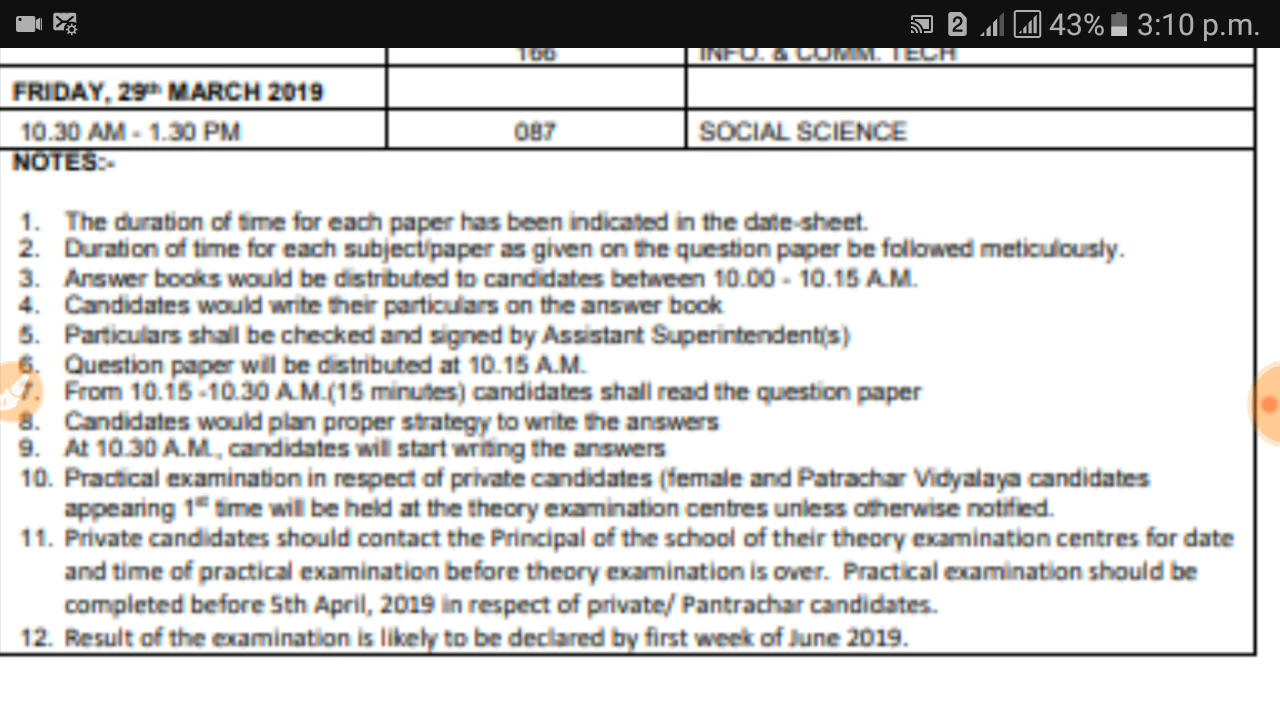 2 43% 3:10 p.m.
166 INFO. & COMM. TECH
FRIDAY, 29th MARCH 2019
10.30 AM - 1.30 PM 087 SOCIAL SCIENCE
NOTES:-
1. The duration of time for each paper has been indicated in the date-sheet.
2. Duration of time for each subject/paper as given on the question paper be followed meticulously.
3. Answer books would be distributed to candidates between 10.00 - 10.15 A.M.
4. Candidates would write their particulars on the answer book
5. Particulars shall be checked and signed by Assistant Superintendent(s)
6. Question paper will be distributed at 10.15 A.M.
7. From 10.15 -10.30 A.M.(15 minutes) candidates shall read the question paper
8. Candidates would plan proper strategy to write the answers
9. At 10.30 A.M., candidates will start writing the answers
10. Practical examination in respect of private candidates (female and Patrachar Vidyalaya candidates
appearing 1st time will be held at the theory examination centres unless otherwise notified.
11. Private candidates should contact the Principal of the school of their theory examination centres for date
and time of practical examination before theory examination is over. Practical examination should be
completed before 5th April, 2019 in respect of private/ Pantrachar candidates.
12. Result of the examination is likely to be declared by first week of June 2019.